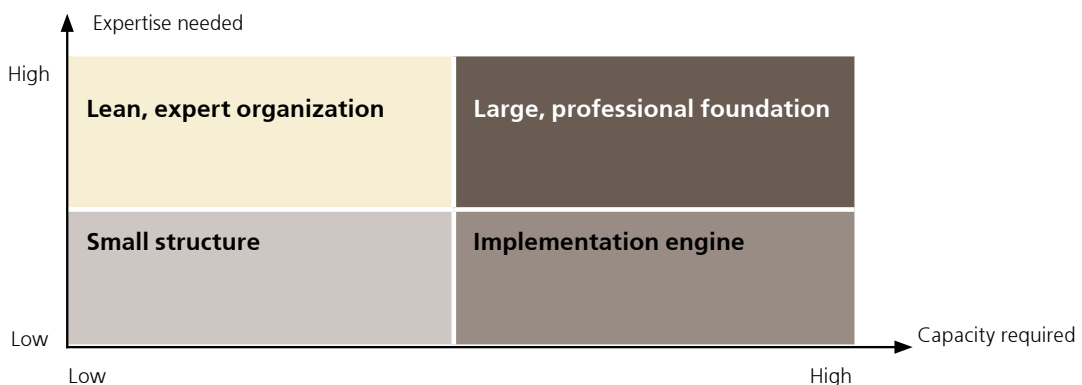 Expertise needed
High
Lean, expert organization
Large, professional foundation
Small structure
Implementation engine
Low
Capacity required
Low
High